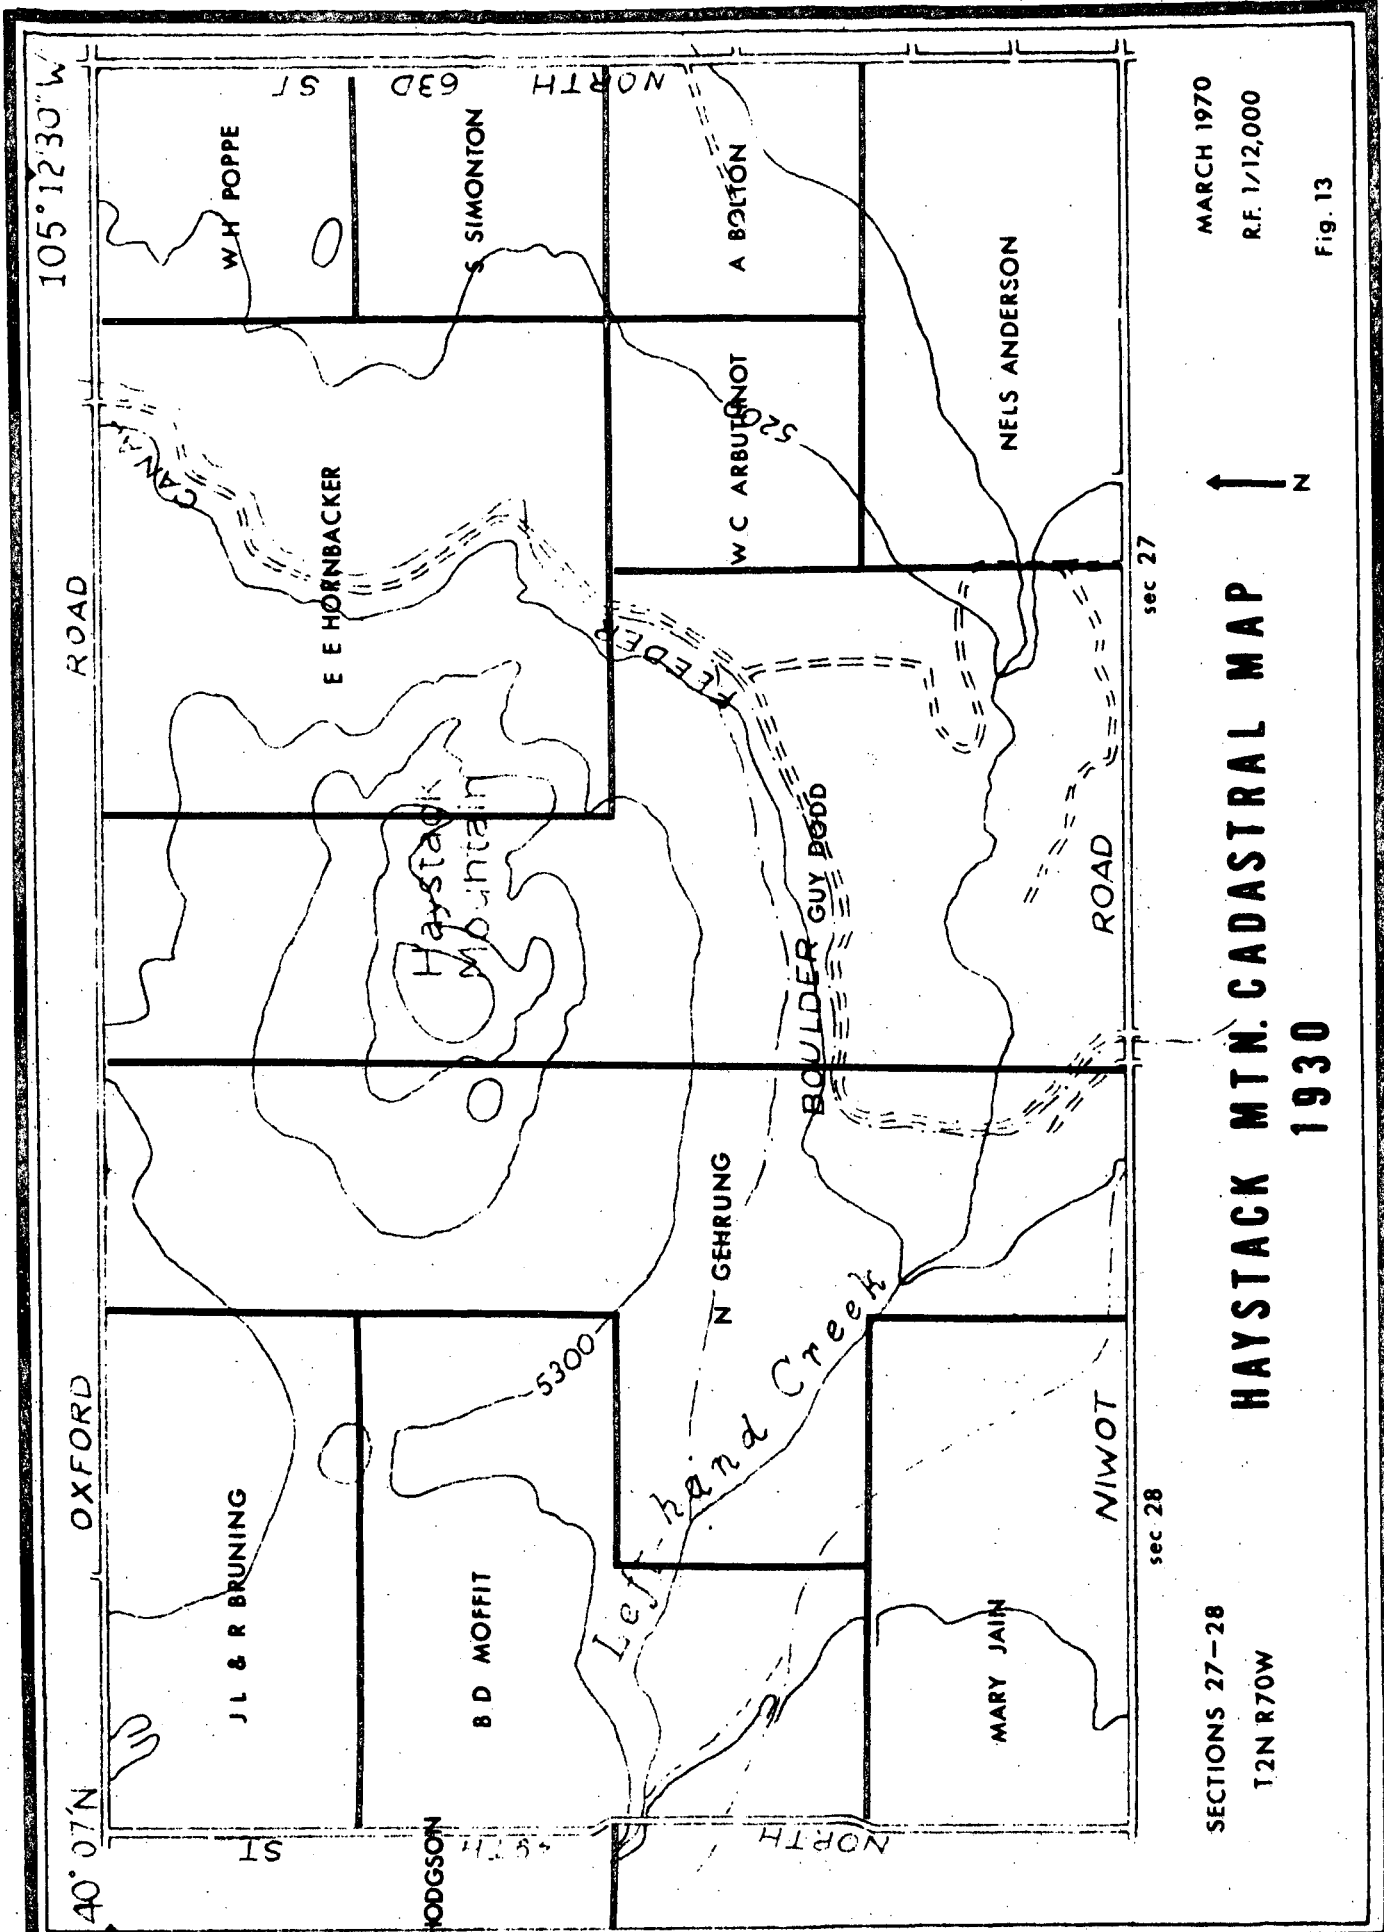 40° 07'N
105° 12' 30" W
OXFORD ROAD
J L & R BRUNING
W H POPPE
E E HORNBACKER
CANAL
ST
63D
NORTH
ST
49TH
NORTH
HODGSON
Haystack
Mountain
S SIMONTON
B D MOFFIT
5300
FEEDER
Left hand Creek
N GEHRUNG
W C ARBUTHNOT
A BOLTON
5200
BOULDER
GUY DODD
MARY JAIN
NELS ANDERSON
NIWOT ROAD
sec 28
sec 27
SECTIONS 27-28
T2N R70W
HAYSTACK MTN. CADASTRAL MAP
1930
N
MARCH 1970
R.F. 1/12,000
Fig. 13